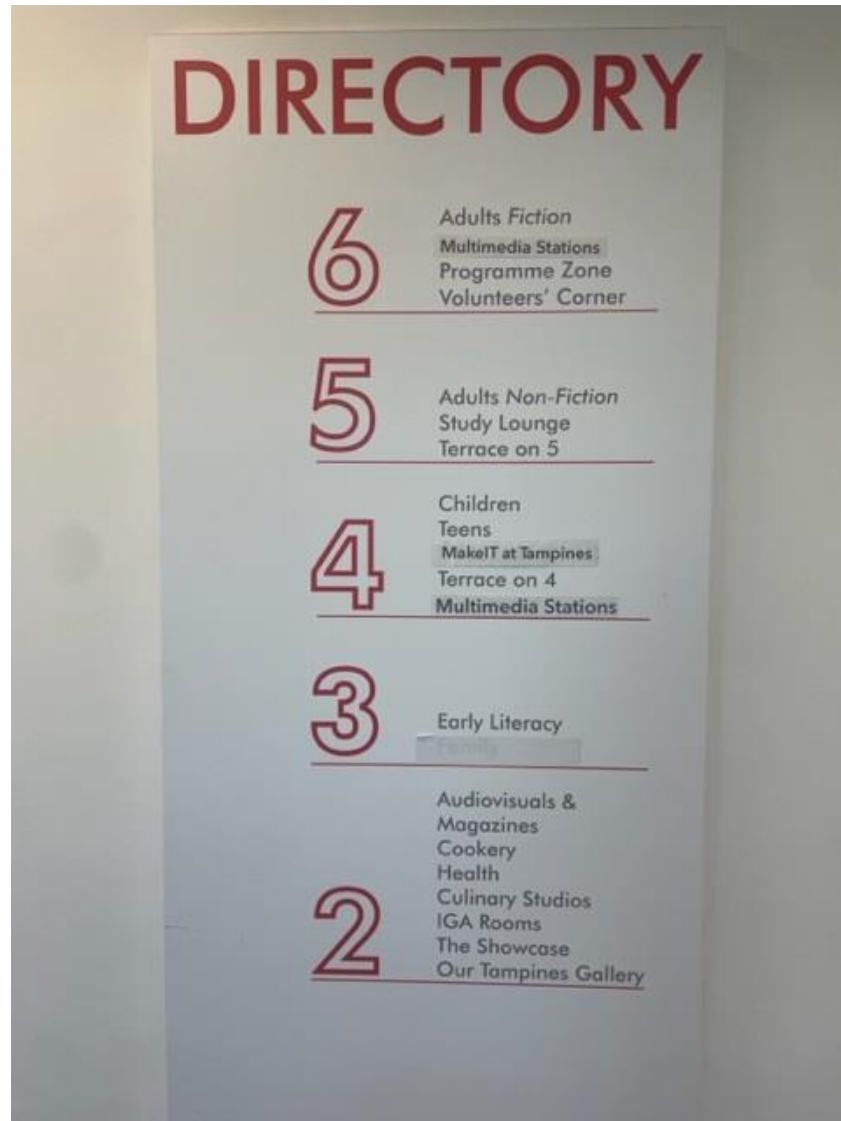 DIRECTORY
6
Adults Fiction
Multimedia Stations
Programme Zone
Volunteers' Corner
5
Adults Non-Fiction
Study Lounge
Terrace on 5
4
Children
Teens
MakeIT at Tampines
Terrace on 4
Multimedia Stations
3
Early Literacy
Family
2
Audiovisuals &
Magazines
Cookery
Health
Culinary Studios
IGA Rooms
The Showcase
Our Tampines Gallery